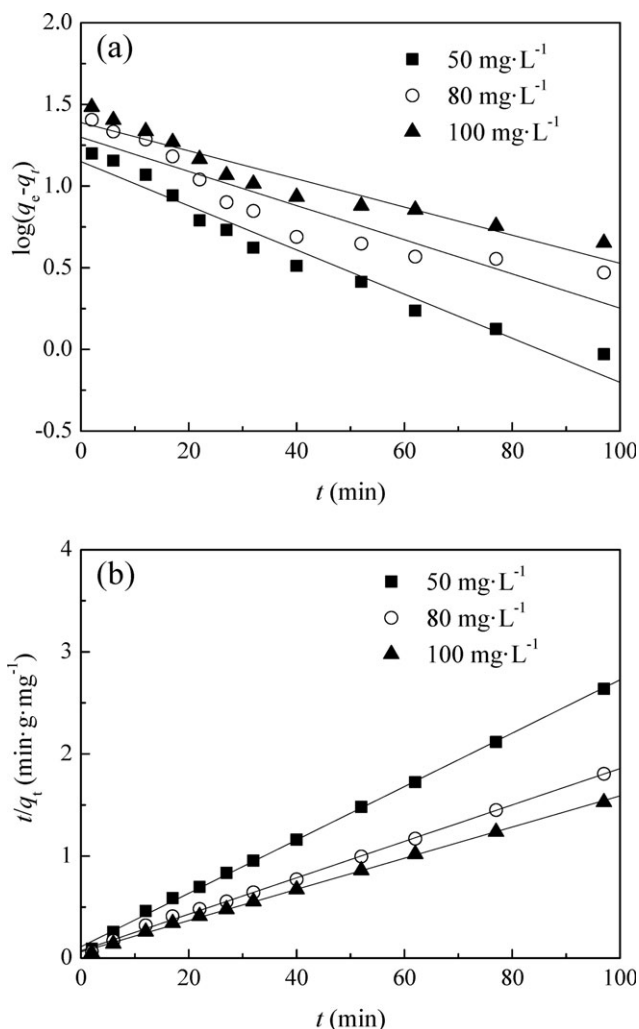 (a)
50 mg·L-1
80 mg·L-1
100 mg·L-1
2.0
1.5
1.0
0.5
0.0
-0.5
log(qe-qt)
0 20 40 60 80 100
t (min)
(b)
50 mg·L-1
80 mg·L-1
100 mg·L-1
4
3
2
1
0
t/qt (min·g·mg-1)
0 20 40 60 80 100
t (min)